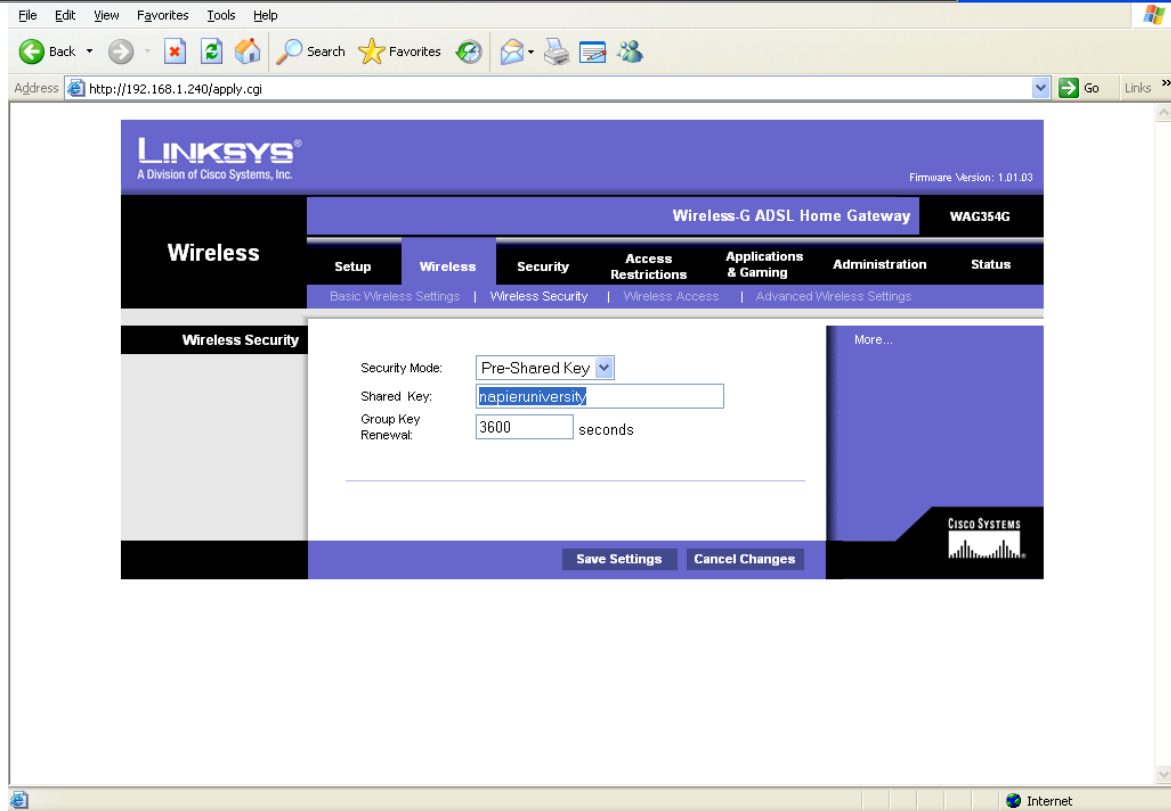 File Edit View Favorites Tools Help
Back Search Favorites
Address http://192.168.1.240/apply.cgi Go Links »
LINKSYS®
A Division of Cisco Systems, Inc.
Firmware Version: 1.01.03
Wireless-G ADSL Home Gateway WAG354G
Wireless
Setup Wireless Security Access Restrictions Applications & Gaming Administration Status
Basic Wireless Settings | Wireless Security | Wireless Access | Advanced Wireless Settings
Wireless Security
More...
Security Mode: Pre-Shared Key
Shared Key: napieruniversity
Group Key
Renewal: 3600 seconds
CISCO SYSTEMS
Save Settings Cancel Changes
Internet